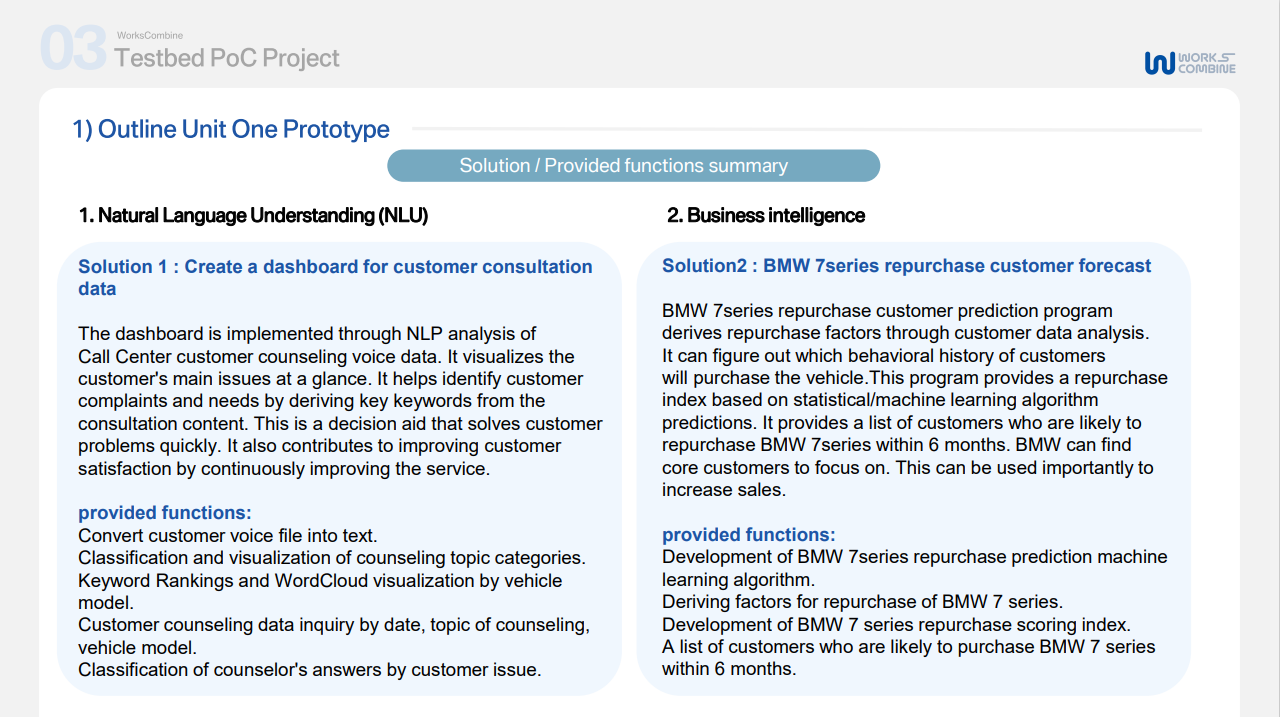 03
WorksCombine
Testbed PoC Project
WORKS
COMBINE
1) Outline Unit One Prototype
Solution / Provided functions summary
1. Natural Language Understanding (NLU)
Solution 1 : Create a dashboard for customer consultation
data
The dashboard is implemented through NLP analysis of
Call Center customer counseling voice data. It visualizes the
customer's main issues at a glance. It helps identify customer
complaints and needs by deriving key keywords from the
consultation content. This is a decision aid that solves customer
problems quickly. It also contributes to improving customer
satisfaction by continuously improving the service.
provided functions:
Convert customer voice file into text.
Classification and visualization of counseling topic categories.
Keyword Rankings and WordCloud visualization by vehicle
model.
Customer counseling data inquiry by date, topic of counseling,
vehicle model.
Classification of counselor's answers by customer issue.
2. Business intelligence
Solution2 : BMW 7series repurchase customer forecast
BMW 7series repurchase customer prediction program
derives repurchase factors through customer data analysis.
It can figure out which behavioral history of customers
will purchase the vehicle.This program provides a repurchase
index based on statistical/machine learning algorithm
predictions. It provides a list of customers who are likely to
repurchase BMW 7series within 6 months. BMW can find
core customers to focus on. This can be used importantly to
increase sales.
provided functions:
Development of BMW 7series repurchase prediction machine
learning algorithm.
Deriving factors for repurchase of BMW 7 series.
Development of BMW 7 series repurchase scoring index.
A list of customers who are likely to purchase BMW 7 series
within 6 months.